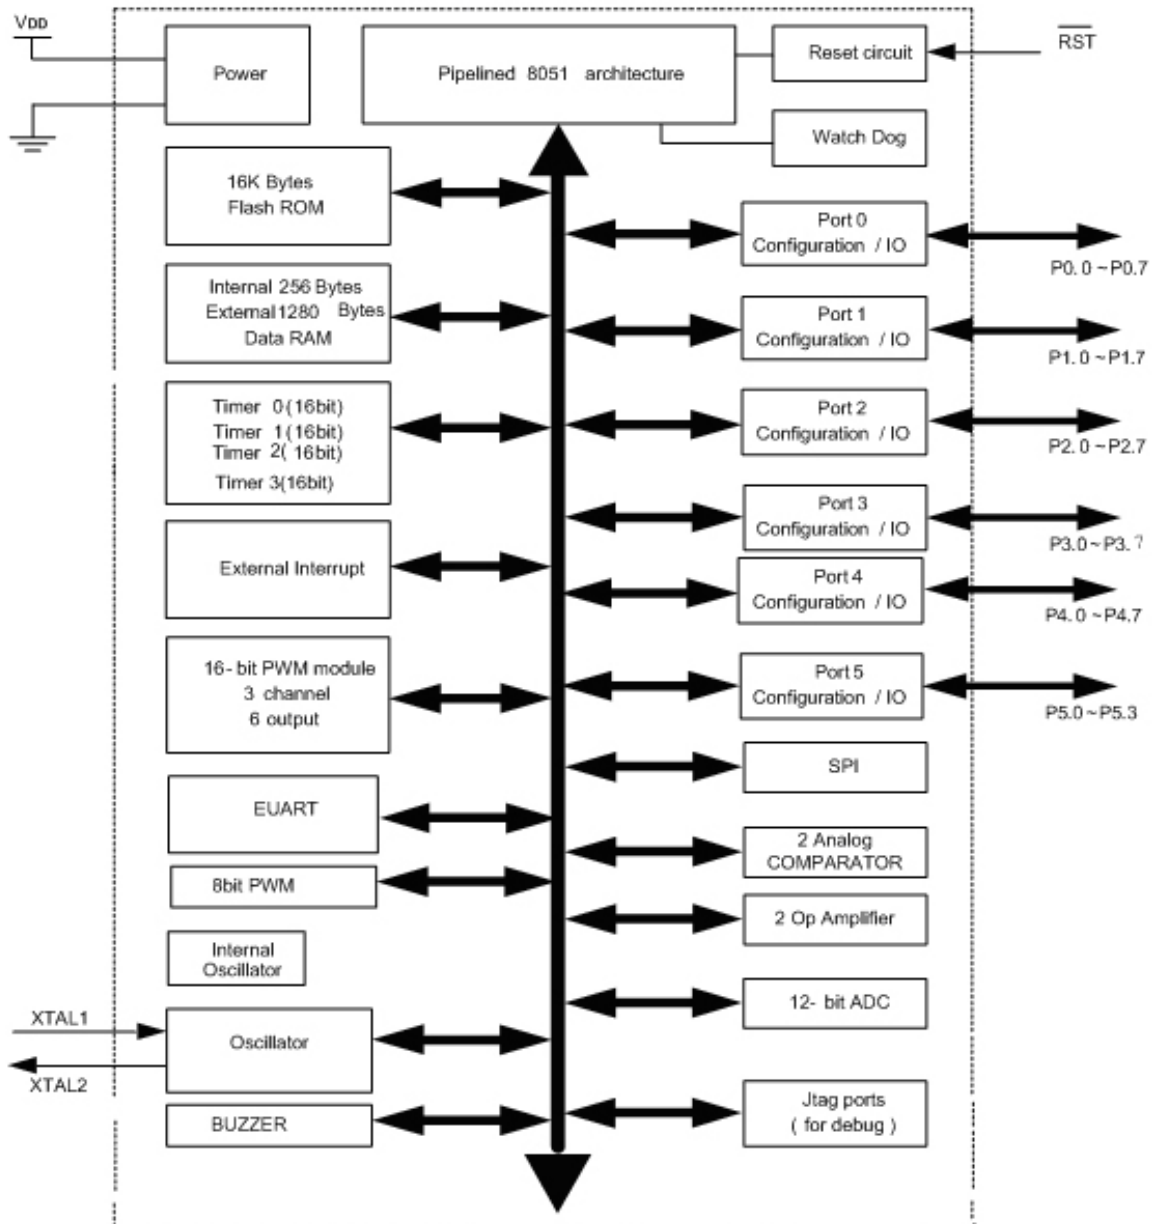 VDD
Power
Pipelined 8051 architecture
Reset circuit
RST
Watch Dog
16K Bytes
Flash ROM
Port 0
Configuration / IO
P0.0 ~P0.7
Internal 256 Bytes
External 1280 Bytes
Data RAM
Port 1
Configuration / IO
P1.0 ~P1.7
Timer 0(16bit)
Timer 1(16bit)
Timer 2( 16bit)
Timer 3(16bit)
Port 2
Configuration / IO
P2.0 ~P2.7
Port 3
Configuration / IO
P3.0~P3.7
External Interrupt
Port 4
Configuration / IO
P4.0 ~P4.7
16-bit PWM module
3 channel
6 output
Port 5
Configuration / IO
P5.0 ~P5.3
SPI
EUART
2 Analog
COMPARATOR
8bit PWM
2 Op Amplifier
Internal
Oscillator
12- bit ADC
XTAL1
Oscillator
XTAL2
BUZZER
Jtag ports
( for debug )